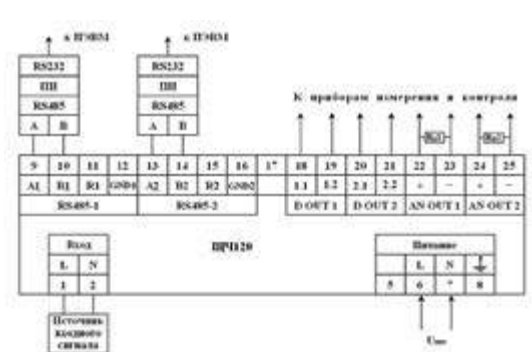 к ПЭВМ к ПЭВМ
RS232 RS232
ПИ ПИ
RS485 RS485
A B A B
К приборам измерения и контроля
9 10 11 12 13 14 15 16 17 18 19 20 21 22 23 24 25
A1 B1 R1 GND1 A2 B2 R2 GND2 1.1 1.2 2.1 2.2 + − + −
RS485-1 RS485-2 D OUT 1 D OUT 2 AN OUT 1 AN OUT 2
Вход ЩЧ120 Питание
L N L N
1 2 5 6 7 8
Источник
входного
сигнала